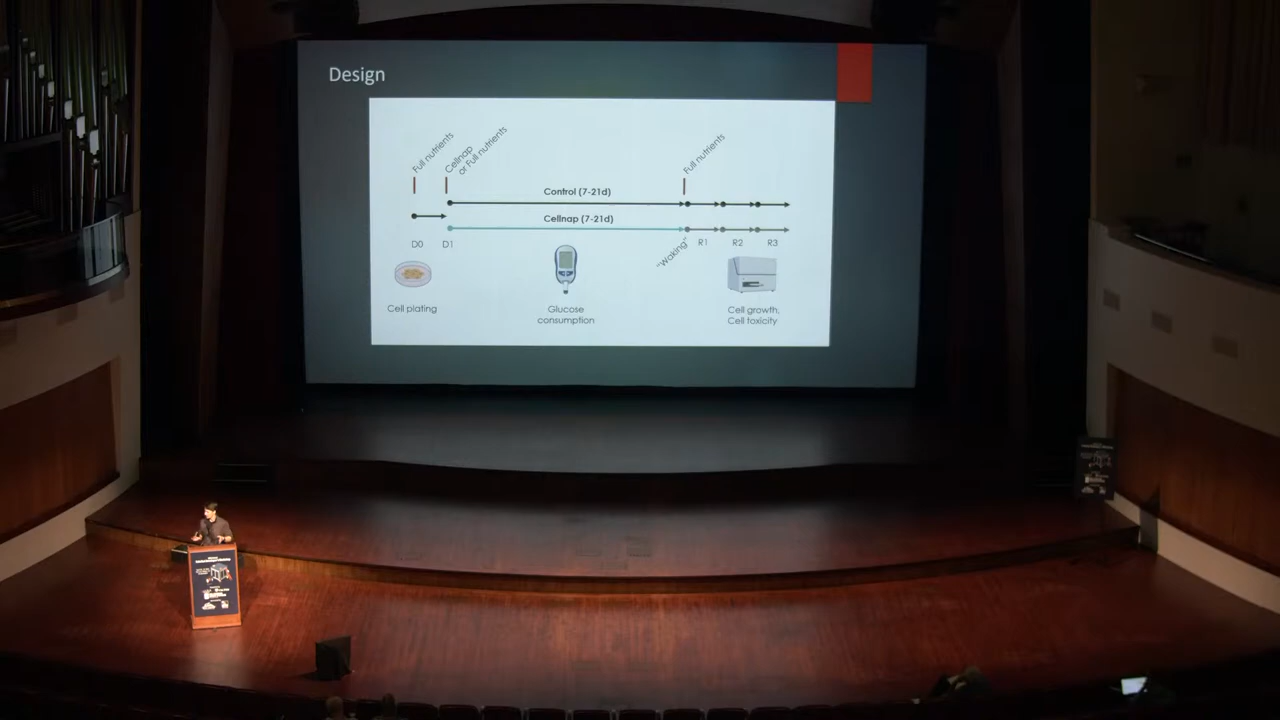 Design
Full nutrients
Cellnap
or Full nutrients
Full nutrients
Control (7-21d)
Cellnap (7-21d)
D0
D1
"Waking"
R1
R2
R3
Cell plating
Glucose
consumption
Cell growth,
Cell toxicity